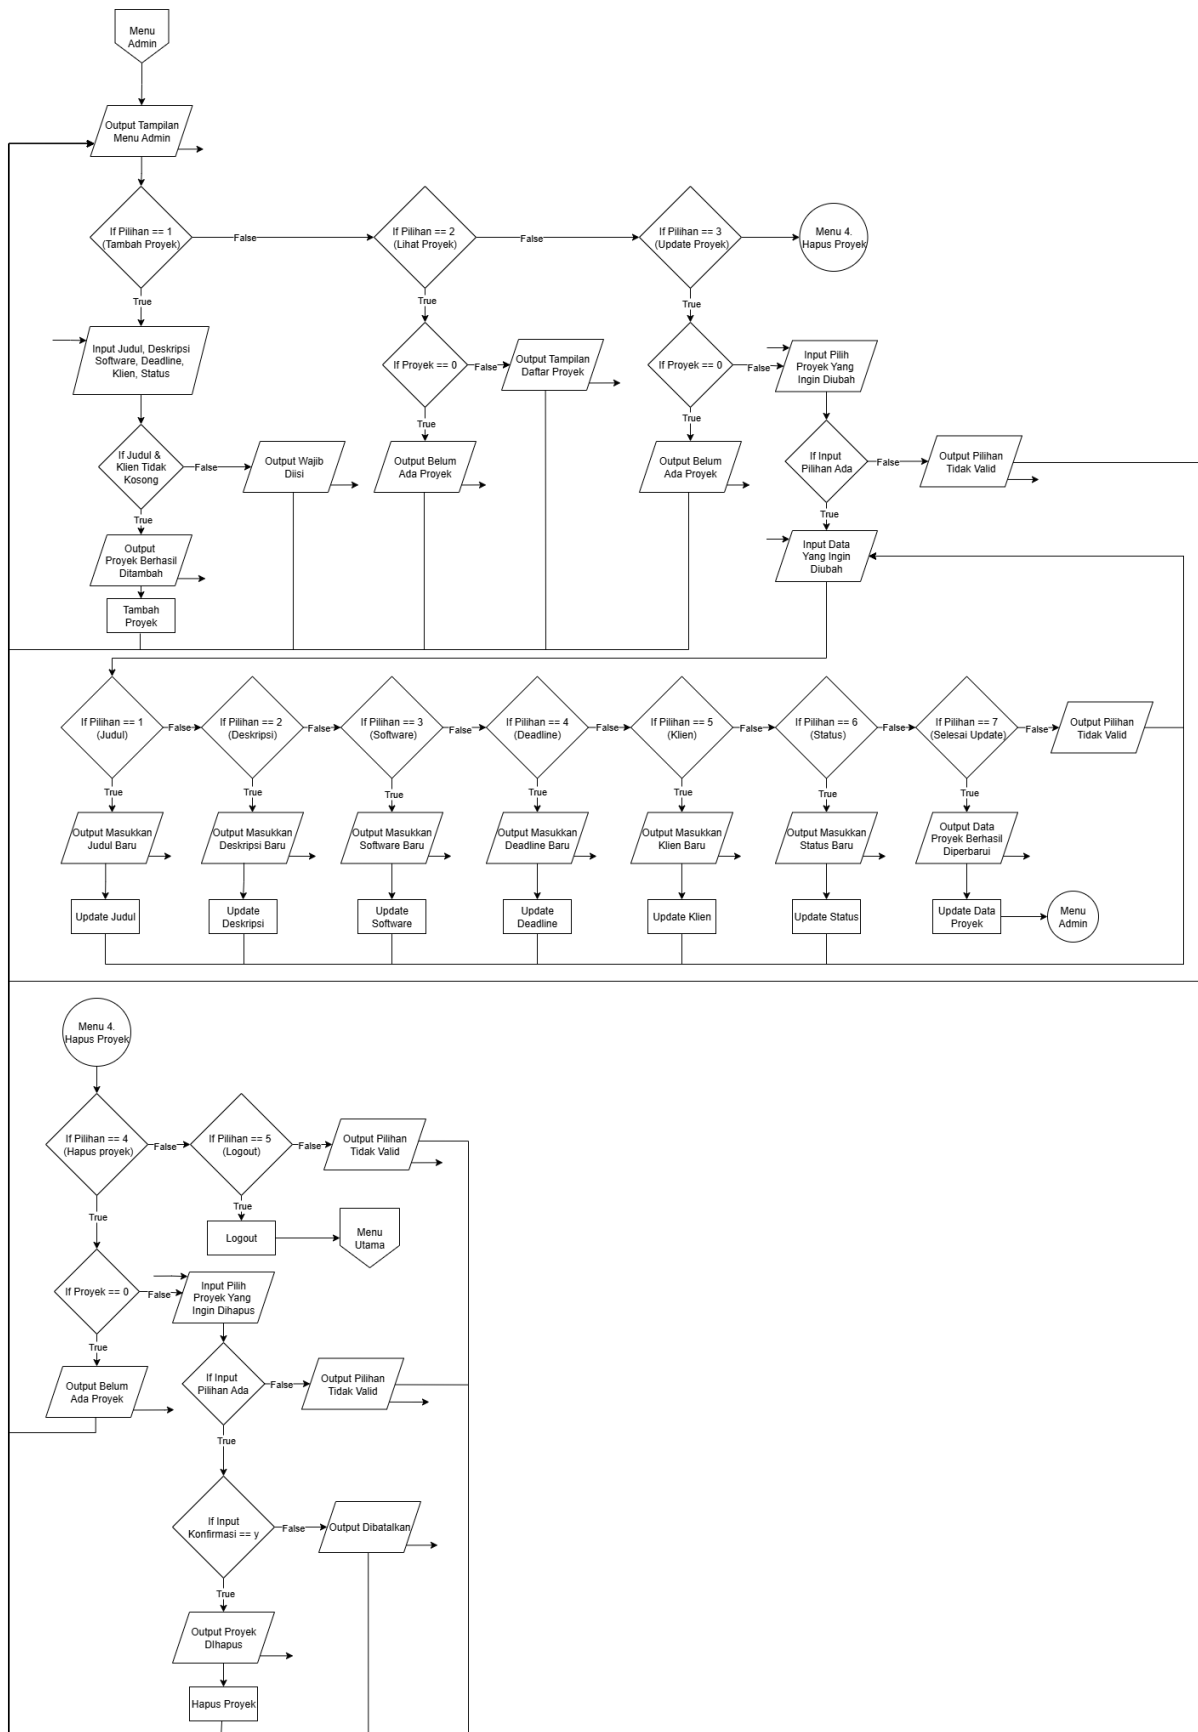 Menu
Admin
Output Tampilan
Menu Admin
If Pilihan == 1
(Tambah Proyek)
False
If Pilihan == 2
(Lihat Proyek)
False
If Pilihan == 3
(Update Proyek)
Menu 4.
Hapus Proyek
True
True
True
Input Judul, Deskripsi
Software, Deadline,
Klien, Status
If Proyek == 0
False
Output Tampilan
Daftar Proyek
If Proyek == 0
False
Input Pilih
Proyek Yang
Ingin Diubah
True
True
If Judul &
Klien Tidak
Kosong
False
Output Wajib
Diisi
Output Belum
Ada Proyek
Output Belum
Ada Proyek
If Input
Pilihan Ada
False
Output Pilihan
Tidak Valid
True
True
Output
Proyek Berhasil
Ditambah
Input Data
Yang Ingin
Diubah
Tambah
Proyek
If Pilihan == 1
(Judul)
False
If Pilihan == 2
(Deskripsi)
False
If Pilihan == 3
(Software)
False
If Pilihan == 4
(Deadline)
False
If Pilihan == 5
(Klien)
False
If Pilihan == 6
(Status)
False
If Pilihan == 7
(Selesai Update)
False
Output Pilihan
Tidak Valid
True
True
True
True
True
True
True
Output Masukkan
Judul Baru
Output Masukkan
Deskripsi Baru
Output Masukkan
Software Baru
Output Masukkan
Deadline Baru
Output Masukkan
Klien Baru
Output Masukkan
Status Baru
Output Data
Proyek Berhasil
Diperbarui
Update Judul
Update
Deskripsi
Update
Software
Update
Deadline
Update Klien
Update Status
Update Data
Proyek
Menu
Admin
Menu 4.
Hapus Proyek
If Pilihan == 4
(Hapus proyek)
False
If Pilihan == 5
(Logout)
False
Output Pilihan
Tidak Valid
True
True
Logout
Menu
Utama
If Proyek == 0
False
Input Pilih
Proyek Yang
Ingin Dihapus
True
Output Belum
Ada Proyek
If Input
Pilihan Ada
False
Output Pilihan
Tidak Valid
True
If Input
Konfirmasi == y
False
Output Dibatalkan
True
Output Proyek
DIhapus
Hapus Proyek